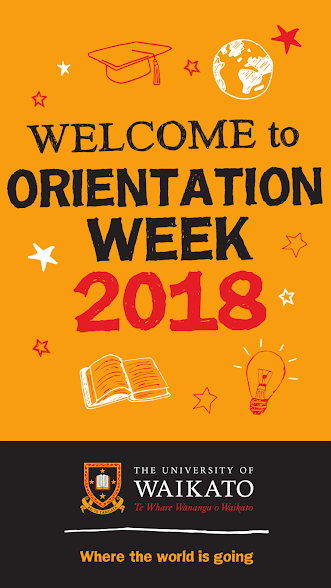 WELCOME to
ORIENTATION
WEEK
2018
THE UNIVERSITY OF
WAIKATO
Te Whare Wānanga o Waikato
Where the world is going